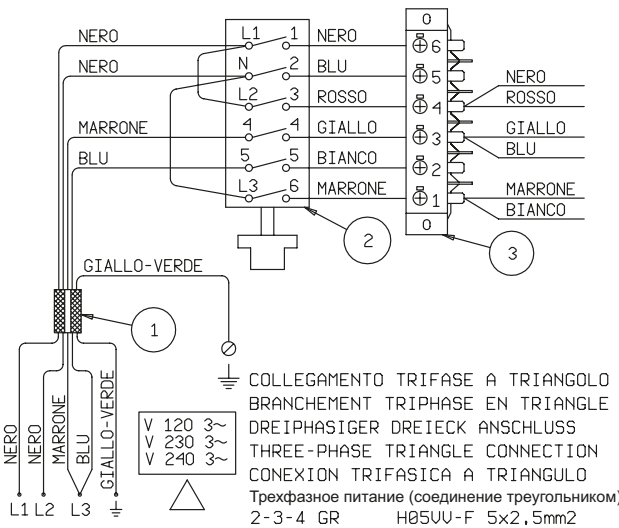 0
NERO L1 1 NERO 6
NERO N 2 BLU 5 NERO
L2 3 ROSSO 4 ROSSO
MARRONE 4 4 GIALLO 3 GIALLO
BLU
BLU 5 5 BIANCO 2
L3 6 MARRONE 1 MARRONE
BIANCO
0
2
3
GIALLO-VERDE
1
NERO
NERO
MARRONE
BLU
GIALLO-VERDE
L1 L2 L3
V 120 3~
V 230 3~
V 240 3~
COLLEGAMENTO TRIFASE A TRIANGOLO
BRANCHEMENT TRIPHASE EN TRIANGLE
DREIPHASIGER DREIECK ANSCHLUSS
THREE-PHASE TRIANGLE CONNECTION
CONEXION TRIFASICA A TRIANGULO
Трехфазное питание (соединение треугольником)
2-3-4 GR H05VV-F 5x2,5mm2